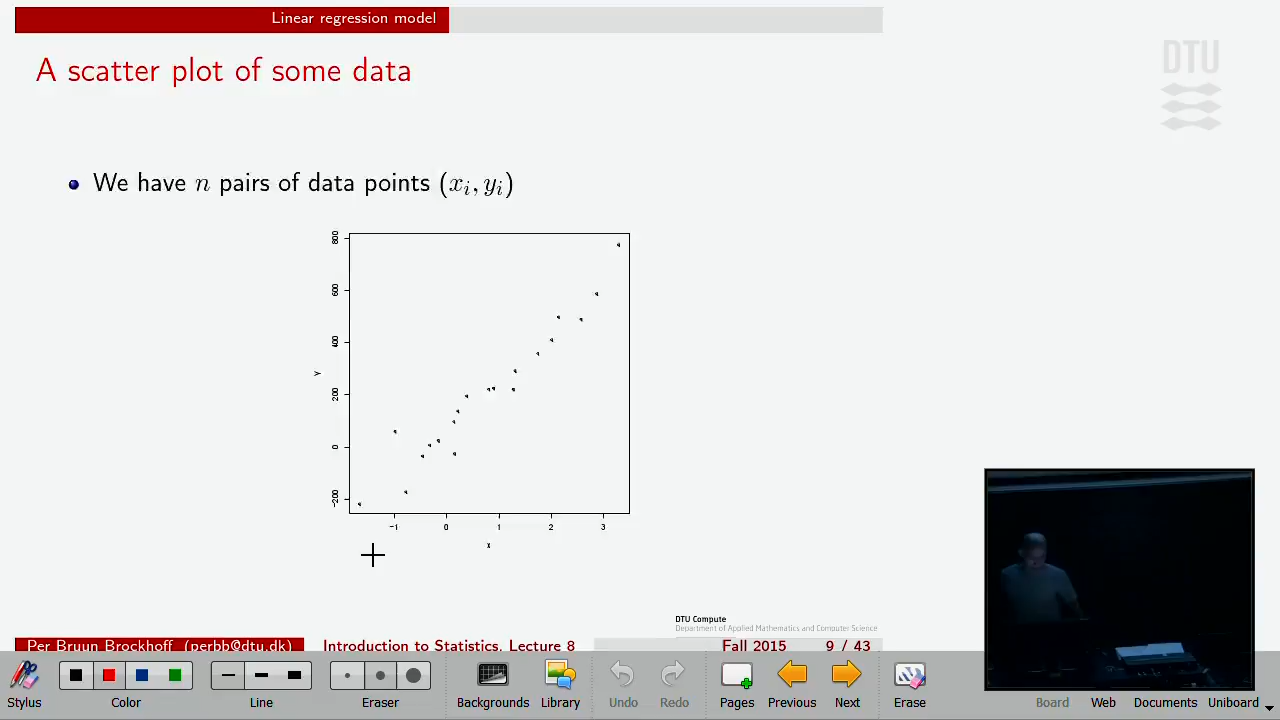 Linear regression model
DTU
A scatter plot of some data
We have n pairs of data points (xᵢ, yᵢ)
800
600
400
200
0
−200
Y
−1 0 1 2 3
x
DTU Compute
Department of Applied Mathematics and Computer Science
Per Bruun Brockhoff (perbb@dtu.dk) Introduction to Statistics, Lecture 8 Fall 2015 9 / 43
Stylus Color Line Eraser Backgrounds Library Undo Redo Pages Previous Next Erase Board Web Documents Uniboard